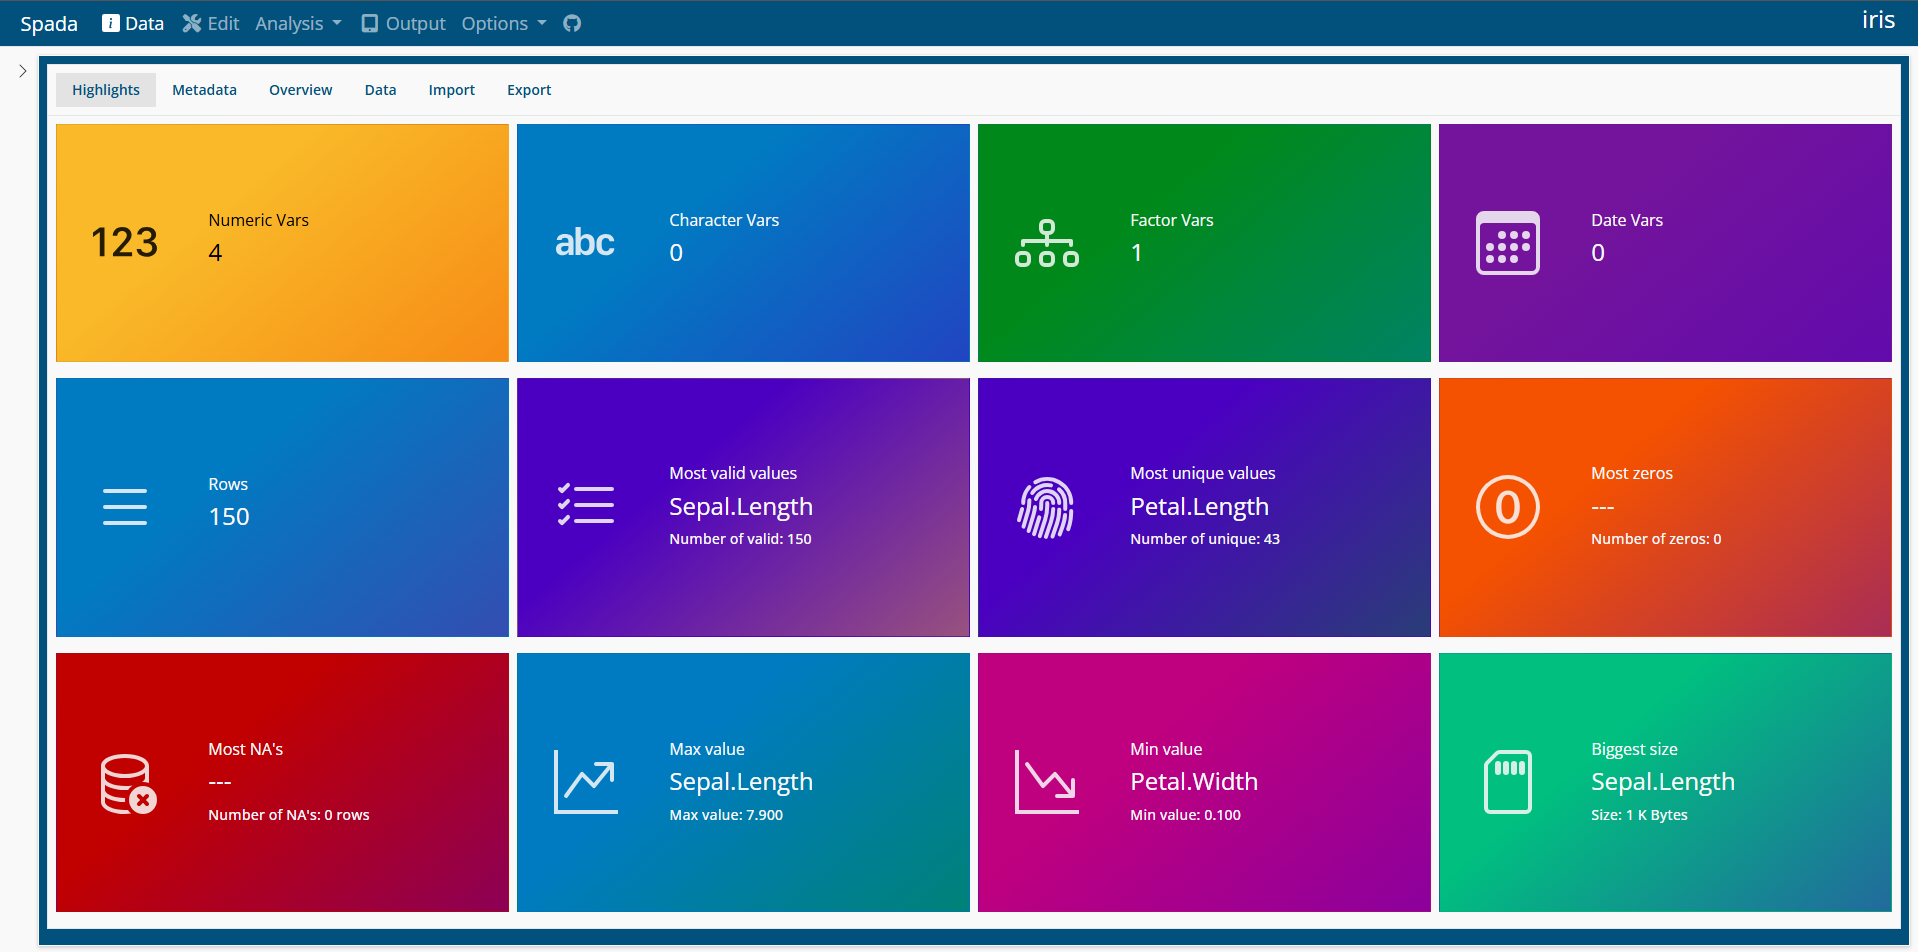 Spada Data Edit Analysis Output Options iris
Highlights Metadata Overview Data Import Export
123
Numeric Vars
4
abc
Character Vars
0
Factor Vars
1
Date Vars
0
Rows
150
Most valid values
Sepal.Length
Number of valid: 150
Most unique values
Petal.Length
Number of unique: 43
0
Most zeros
---
Number of zeros: 0
Most NA's
---
Number of NA's: 0 rows
Max value
Sepal.Length
Max value: 7.900
Min value
Petal.Width
Min value: 0.100
Biggest size
Sepal.Length
Size: 1 K Bytes